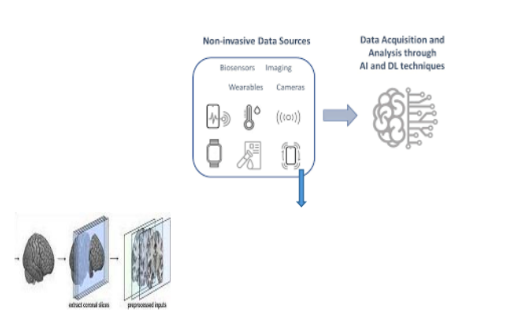 Non-invasive Data Sources
Data Acquisition and
Analysis through
AI and DL techniques
Biosensors Imaging
Wearables Cameras
extract coronal slices
preprocessed inputs